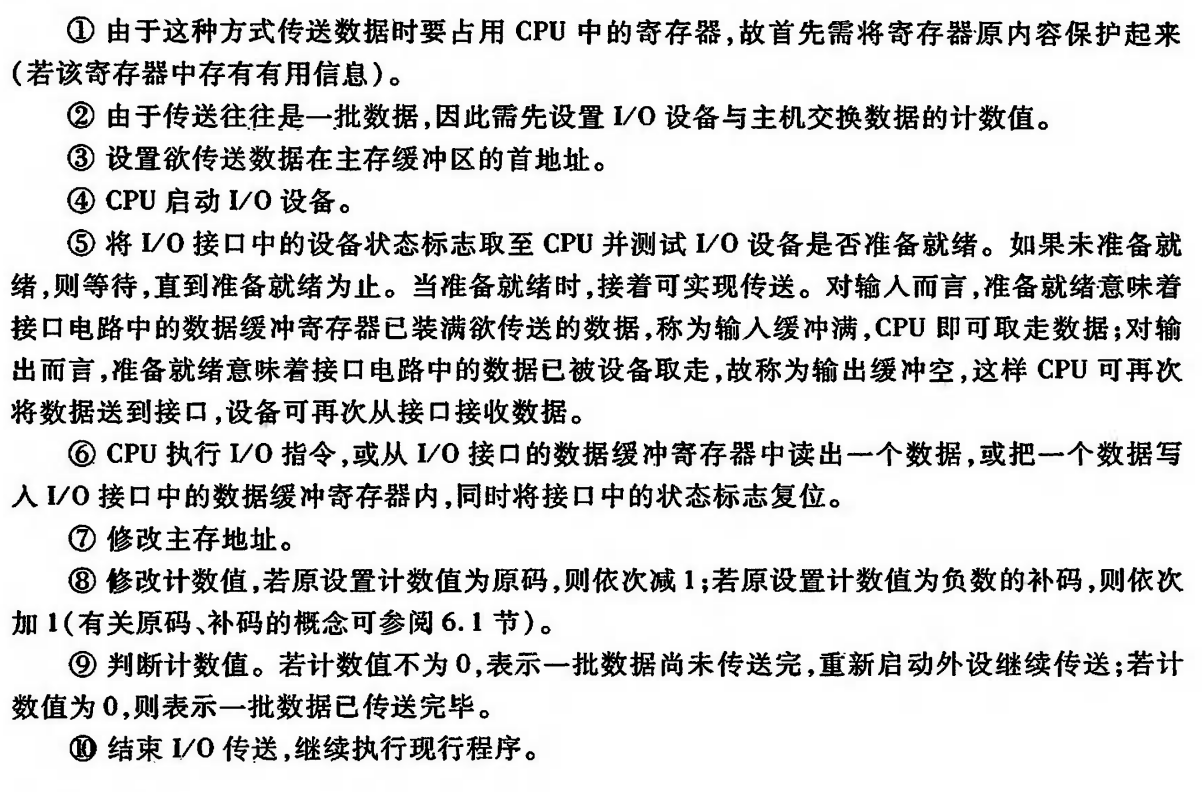 ① 由于这种方式传送数据时要占用 CPU 中的寄存器,故首先需将寄存器原内容保护起来
(若该寄存器中存有有用信息)。
② 由于传送往往是一批数据,因此需先设置 I/O 设备与主机交换数据的计数值。
③ 设置欲传送数据在主存缓冲区的首地址。
④ CPU 启动 I/O 设备。
⑤ 将 I/O 接口中的设备状态标志取至 CPU 并测试 I/O 设备是否准备就绪。如果未准备就
绪,则等待,直到准备就绪为止。当准备就绪时,接着可实现传送。对输入而言,准备就绪意味着
接口电路中的数据缓冲寄存器已装满欲传送的数据,称为输入缓冲满,CPU 即可取走数据;对输
出而言,准备就绪意味着接口电路中的数据已被设备取走,故称为输出缓冲空,这样 CPU 可再次
将数据送到接口,设备可再次从接口接收数据。
⑥ CPU 执行 I/O 指令,或从 I/O 接口的数据缓冲寄存器中读出一个数据,或把一个数据写
入 I/O 接口中的数据缓冲寄存器内,同时将接口中的状态标志复位。
⑦ 修改主存地址。
⑧ 修改计数值,若原设置计数值为原码,则依次减 1;若原设置计数值为负数的补码,则依次
加 1(有关原码、补码的概念可参阅 6.1 节)。
⑨ 判断计数值。若计数值不为 0,表示一批数据尚未传送完,重新启动外设继续传送;若计
数值为 0,则表示一批数据已传送完毕。
⑩ 结束 I/O 传送,继续执行现行程序。